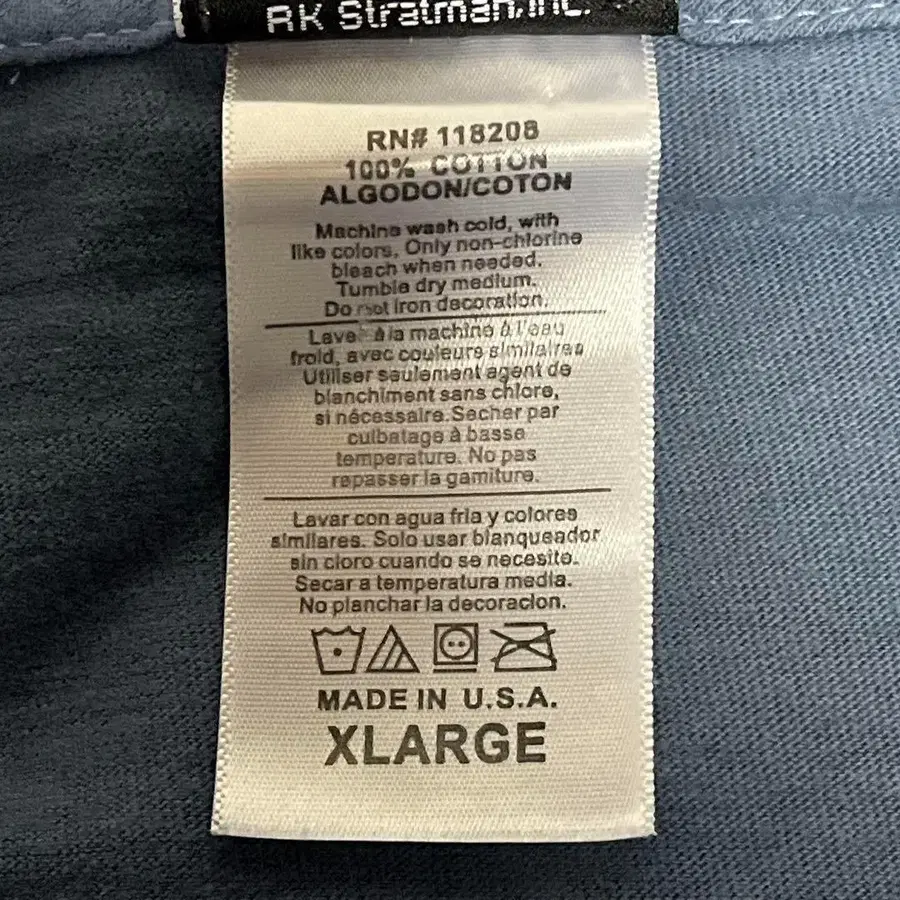 RK Stratman, Inc.
RN# 118208
100% COTTON
ALGODON/COTON
Machine wash cold, with
like colors, Only non-chlorine
bleach when needed.
Tumble dry medium.
Do not iron decoration.
Laver à la machine à l'eau
froid, avec couleurs similaires
Utiliser seulement agent de
blanchiment sans chlore,
si nécessaire. Secher par
culbatage à basse
temperature. No pas
repasser la garniture.
Lavar con agua fria y colores
similares. Solo usar blanqueador
sin cloro cuando se necesite.
Secar a temperatura media.
No planchar la decoracion.
MADE IN U.S.A.
XLARGE